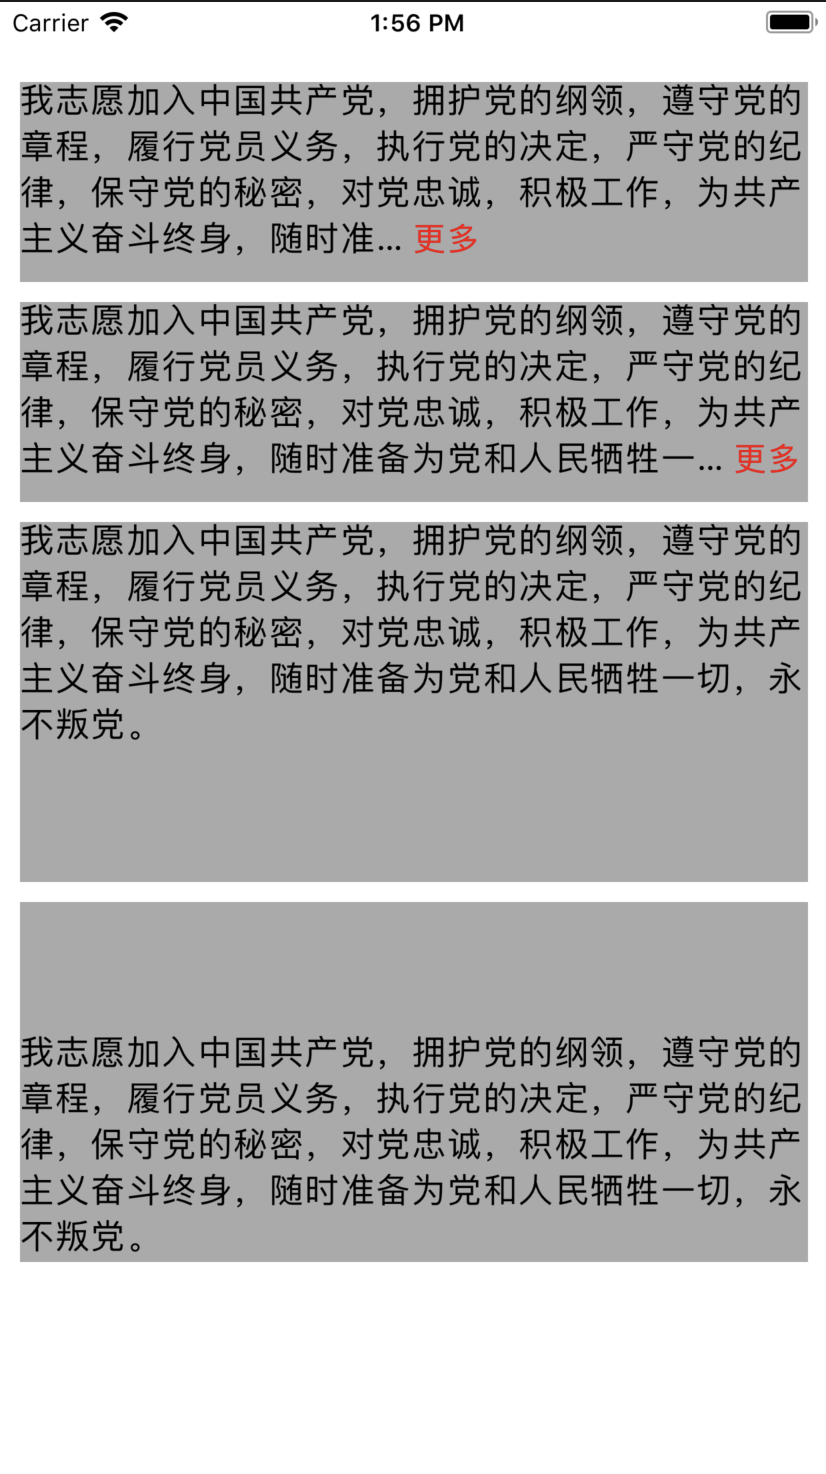 Carrier 1:56 PM
我志愿加入中国共产党，拥护党的纲领，遵守党的
章程，履行党员义务，执行党的决定，严守党的纪
律，保守党的秘密，对党忠诚，积极工作，为共产
主义奋斗终身，随时准... 更多
我志愿加入中国共产党，拥护党的纲领，遵守党的
章程，履行党员义务，执行党的决定，严守党的纪
律，保守党的秘密，对党忠诚，积极工作，为共产
主义奋斗终身，随时准备为党和人民牺牲一... 更多
我志愿加入中国共产党，拥护党的纲领，遵守党的
章程，履行党员义务，执行党的决定，严守党的纪
律，保守党的秘密，对党忠诚，积极工作，为共产
主义奋斗终身，随时准备为党和人民牺牲一切，永
不叛党。
我志愿加入中国共产党，拥护党的纲领，遵守党的
章程，履行党员义务，执行党的决定，严守党的纪
律，保守党的秘密，对党忠诚，积极工作，为共产
主义奋斗终身，随时准备为党和人民牺牲一切，永
不叛党。